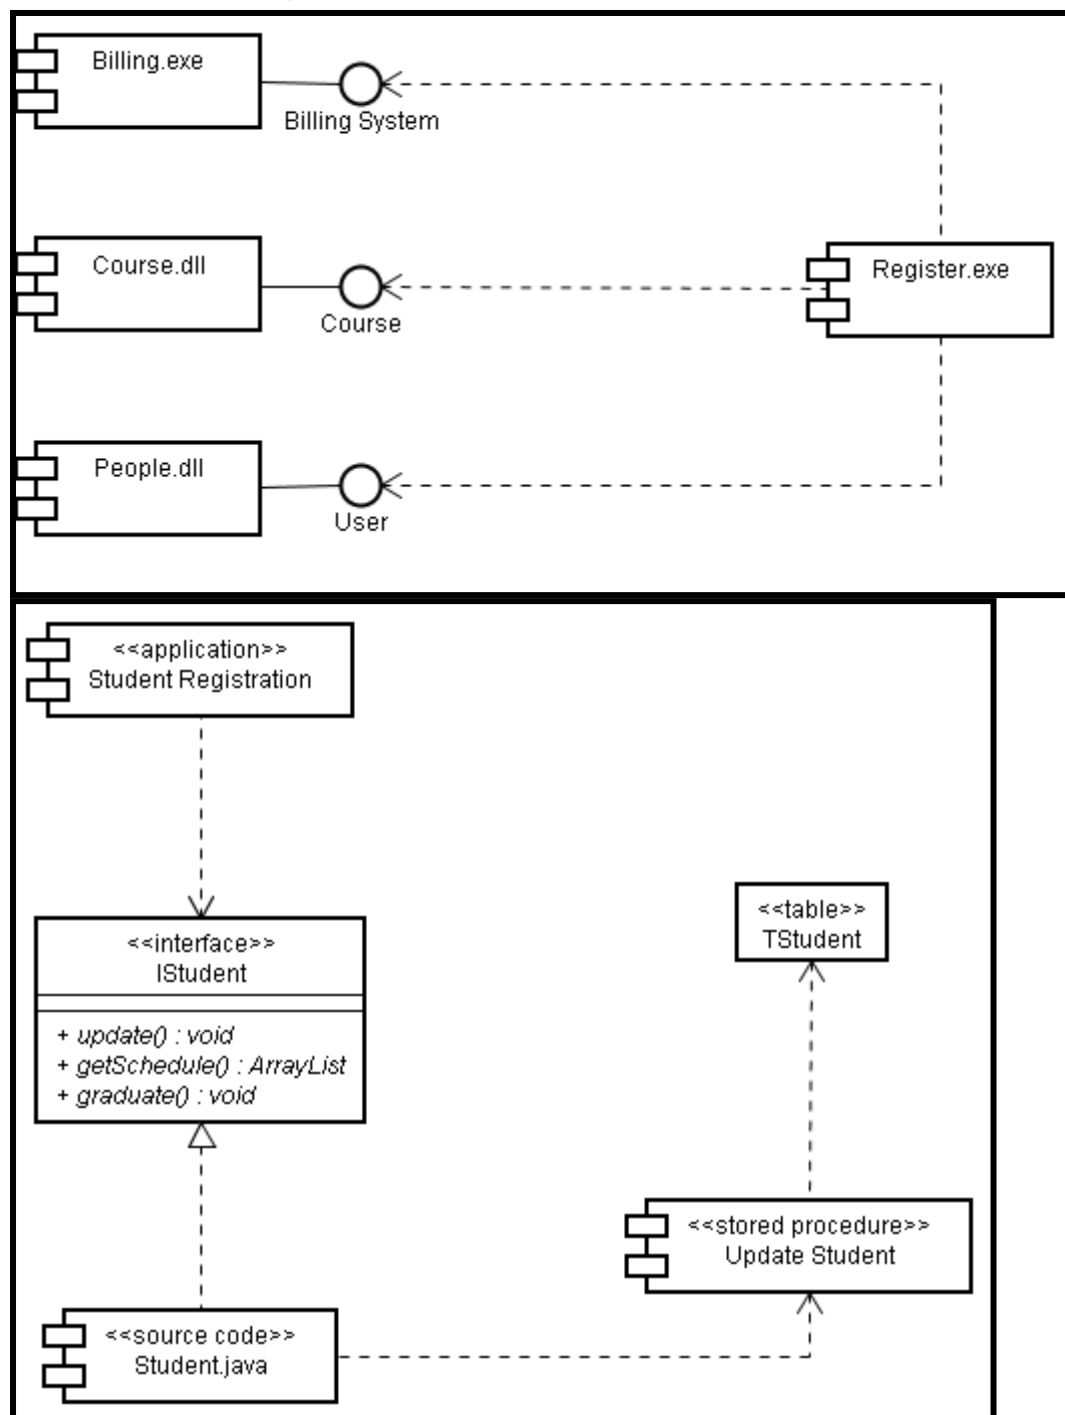 Billing.exe
Billing System
Course.dll
Course
Register.exe
People.dll
User
<<application>>
Student Registration
<<interface>>
IStudent
+ update() : void
+ getSchedule() : ArrayList
+ graduate() : void
<<table>>
TStudent
<<stored procedure>>
Update Student
<<source code>>
Student.java